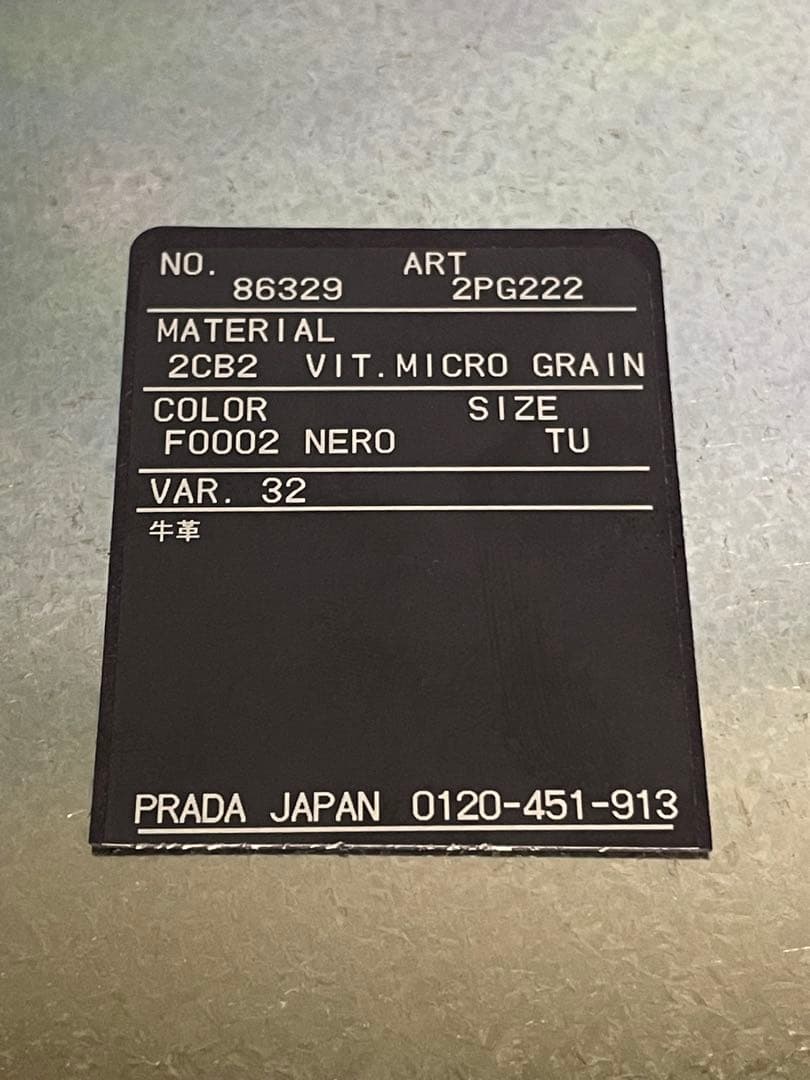 NO. ART
86329 2PG222
MATERIAL
2CB2 VIT.MICRO GRAIN
COLOR SIZE
F0002 NERO TU
VAR. 32
牛革
PRADA JAPAN 0120-451-913